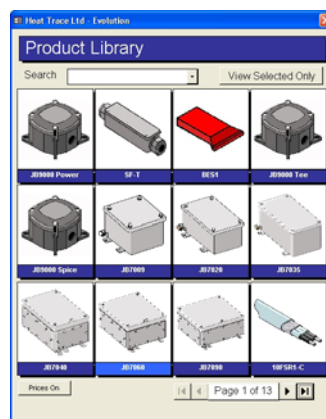 Heat Trace Ltd - Evolution
Product Library
Search
View Selected Only
JB9000 Power
SF-T
BES1
JB9000 Tee
JB9000 Spice
JB7009
JB7020
JB7035
JB7040
JB7060
JB7090
10FSR1-C
Prices On
Page 1 of 13